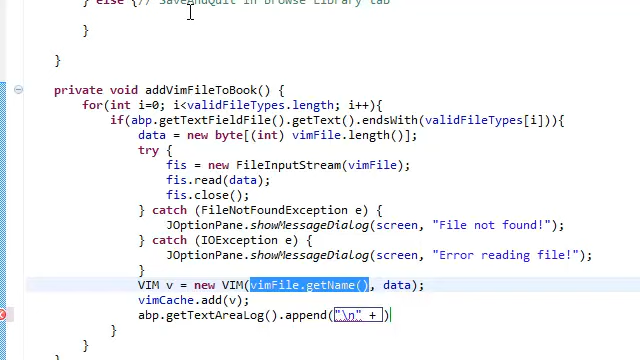 } else {// SaveAndQuit in Browse Library tab
}
}
private void addVimFileToBook() {
for(int i=0; i<validFileTypes.length; i++){
if(abp.getTextFieldFile().getText().endsWith(validFileTypes[i])){
data = new byte[(int) vimFile.length()];
try {
fis = new FileInputStream(vimFile);
fis.read(data);
fis.close();
} catch (FileNotFoundException e) {
JOptionPane.showMessageDialog(screen, "File not found!");
} catch (IOException e) {
JOptionPane.showMessageDialog(screen, "Error reading file!");
}
VIM v = new VIM(vimFile.getName(), data);
vimCache.add(v);
abp.getTextAreaLog().append("\n" + )
}
}